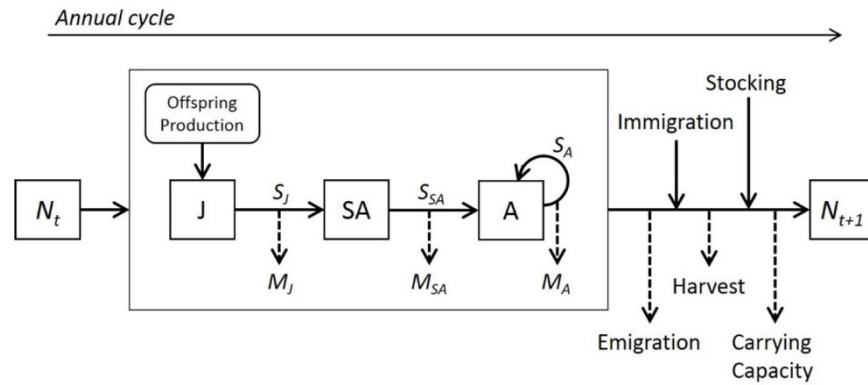 Annual cycle
Stocking
Offspring
Production
Immigration
S_A
N_t
J
S_J
SA
S_SA
A
N_t+1
M_J
M_SA
M_A
Harvest
Emigration
Carrying
Capacity